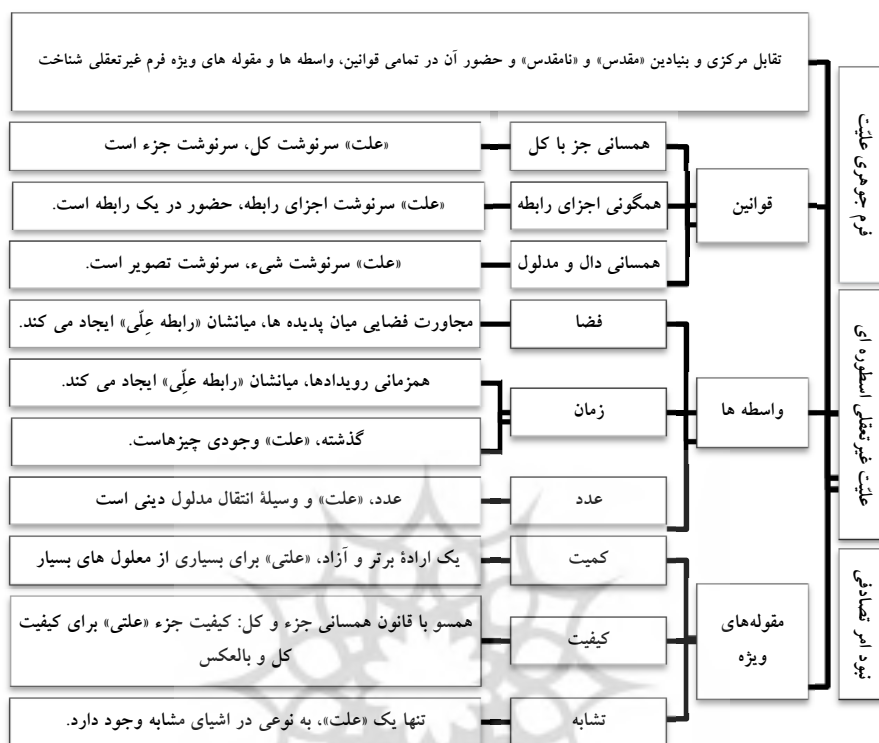 تقابل مرکزی و بنیادین «مقدس» و «نامقدس» و حضور آن در تمامی قوانین، واسطه ها و مقوله های ویژه فرم غیرتعقلی شناخت
فرم جوهری علیّت
علیّت غیر تعقلی اسطوره ای
نبود امر تصادفی
قوانین
همسانی جز با کل
«علت» سرنوشت کل، سرنوشت جزء است
همگونی اجزای رابطه
«علت» سرنوشت اجزای رابطه، حضور در یک رابطه است.
همسانی دال و مدلول
«علت» سرنوشت شیء، سرنوشت تصویر است.
واسطه ها
فضا
مجاورت فضایی میان پدیده ها، میانشان «رابطه عِلّی» ایجاد می کند.
زمان
همزمانی رویدادها، میانشان «رابطه علّی» ایجاد می کند.
گذشته، «علت» وجودی چیزهاست.
عدد
عدد، «علت» و وسیلۀ انتقال مدلول دینی است
مقوله‌های
ویژه
کمیت
یک ارادۀ برتر و آزاد، «علتی» برای بسیاری از معلول های بسیار
کیفیت
همسو با قانون همسانی جزء و کل: کیفیت جزء «علتی» برای کیفیت
کل و بالعکس
تشابه
تنها یک «علت»، به نوعی در اشیای مشابه وجود دارد.